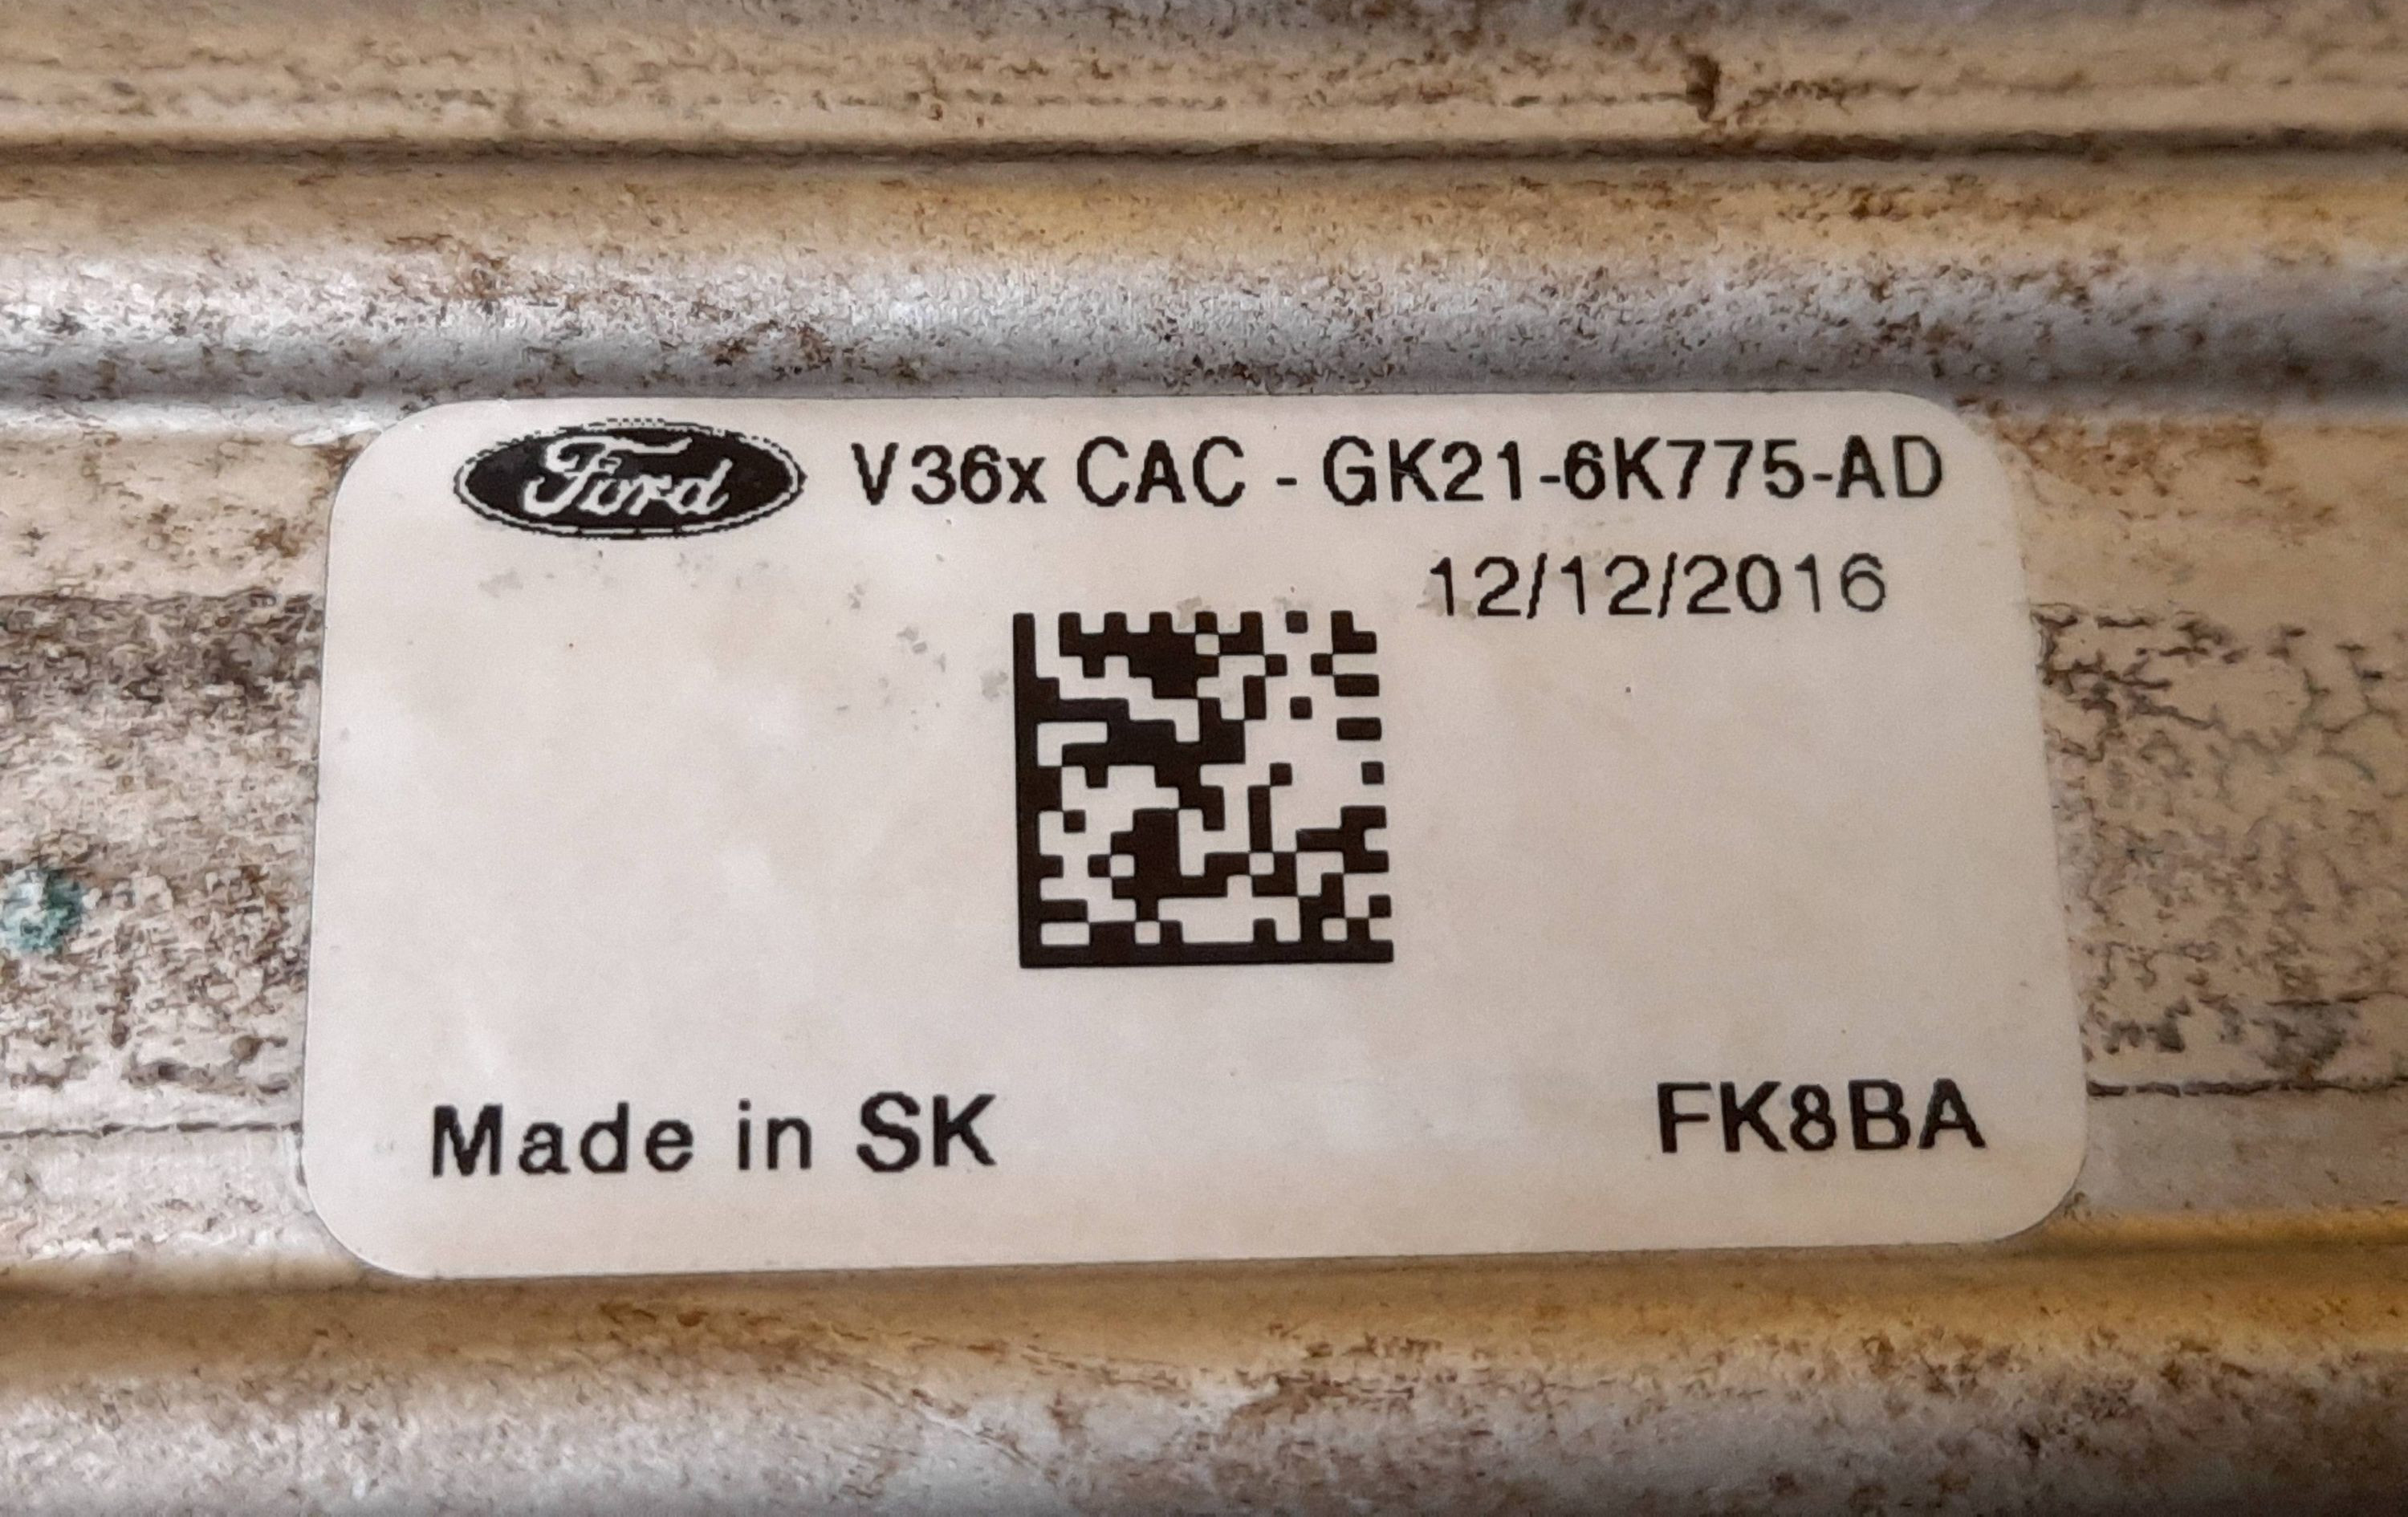 Ford V36x CAC - GK21-6K775-AD
12/12/2016
Made in SK FK8BA